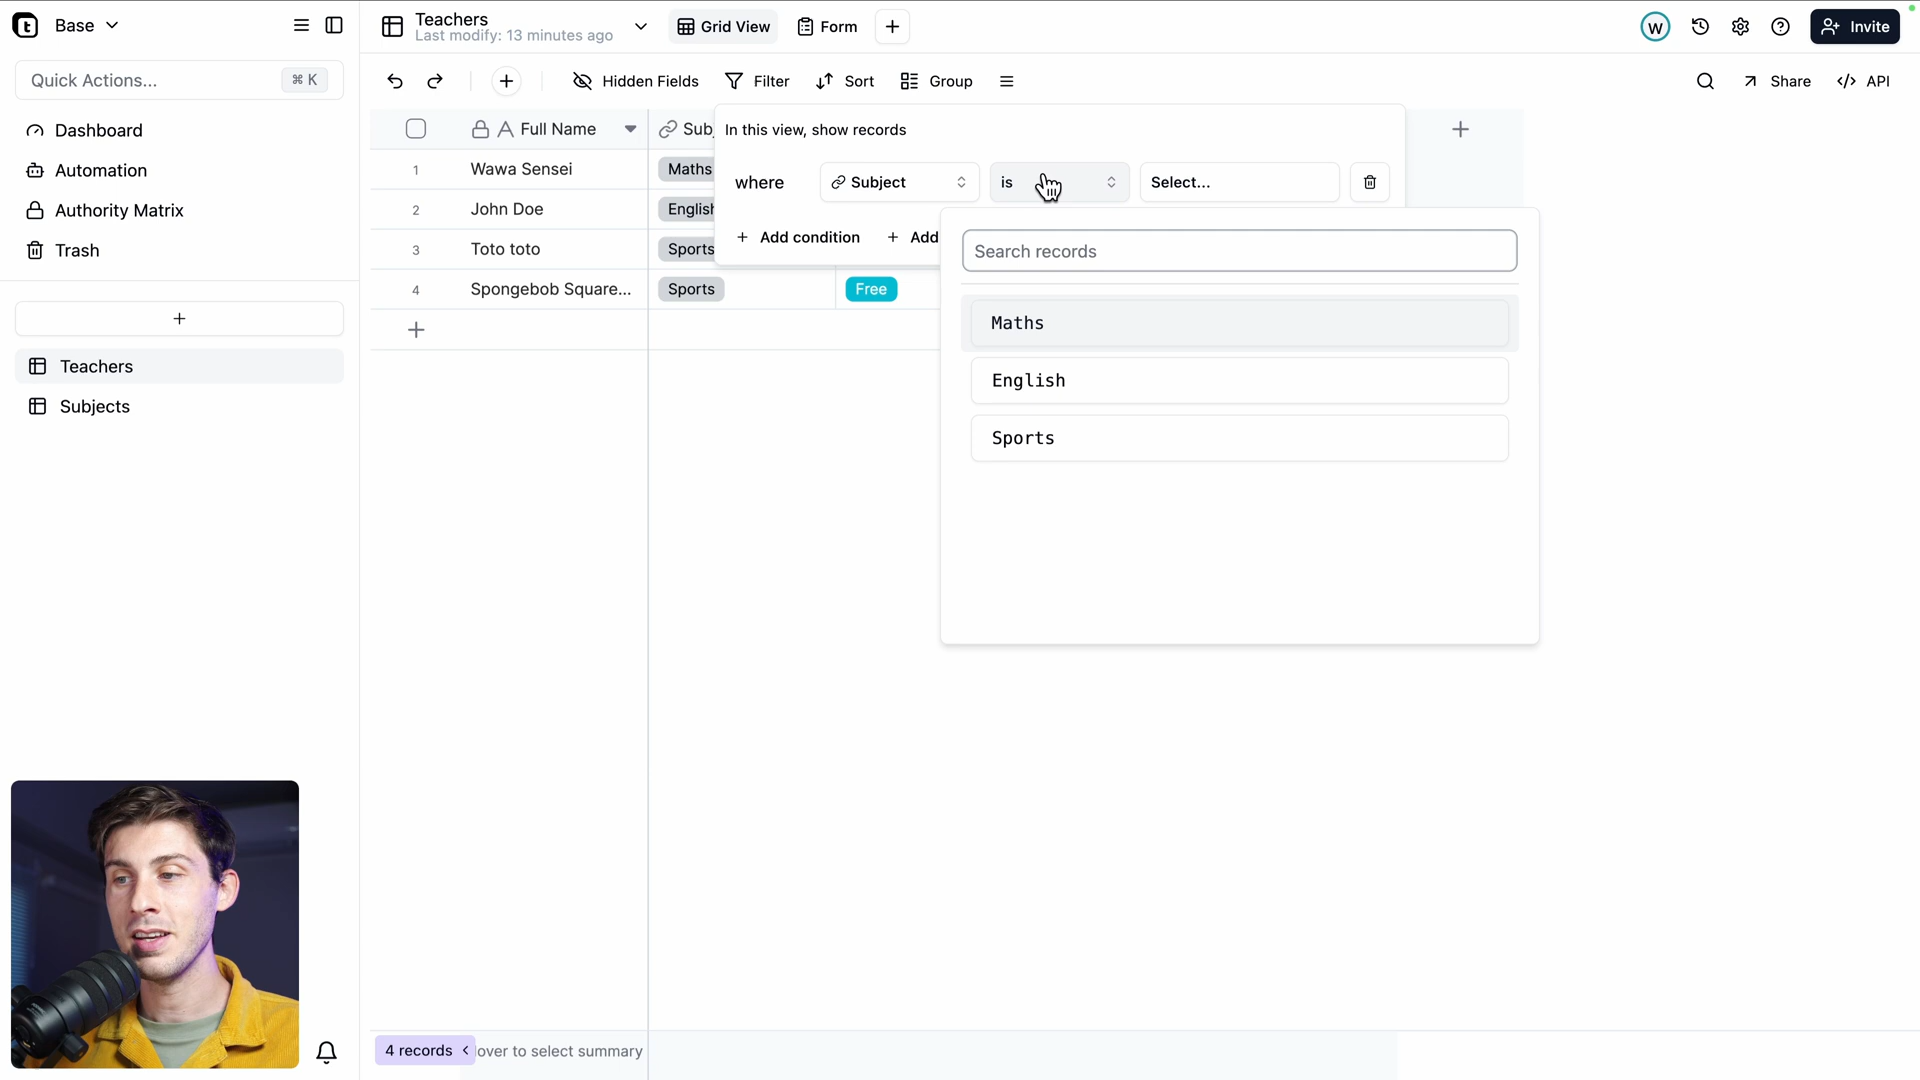 Base
Quick Actions...
⌘ K
Dashboard
Automation
Authority Matrix
Trash
Teachers
Subjects
Teachers
Last modify: 13 minutes ago
Grid View
Form
W
Invite
Hidden Fields
Filter
Sort
Group
Share
API
Full Name
Sub
1
Wawa Sensei
Maths
2
John Doe
English
3
Toto toto
Sports
4
Spongebob Square...
Sports
Free
In this view, show records
where
Subject
is
Select...
Add condition
Add
Search records
Maths
English
Sports
4 records
over to select summary